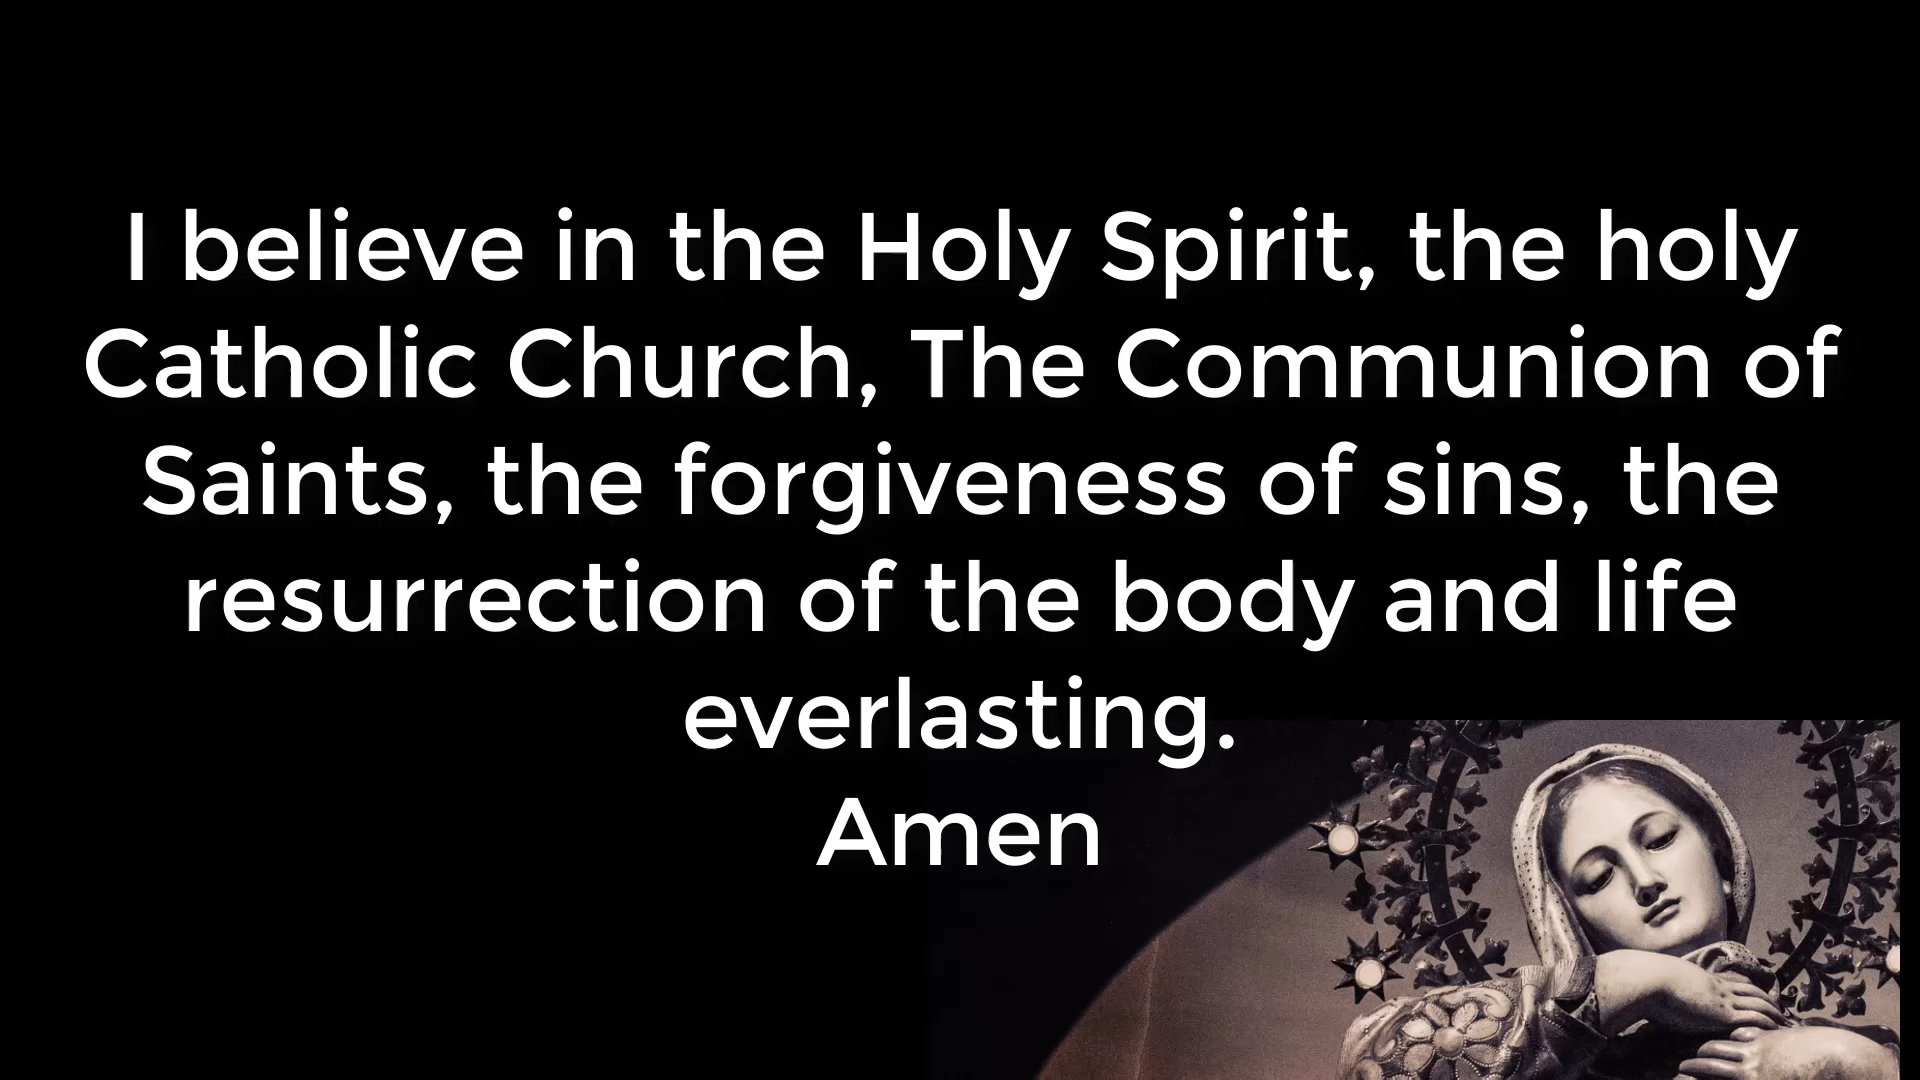 I believe in the Holy Spirit, the holy
Catholic Church, The Communion of
Saints, the forgiveness of sins, the
resurrection of the body and life
everlasting.
Amen